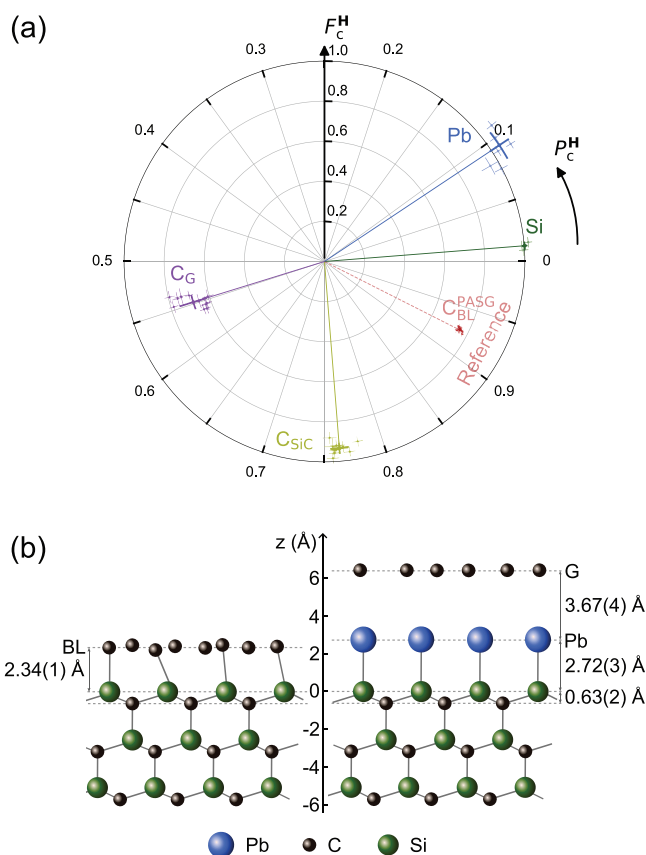 (a)
F_c^H
0.3
1.0
0.2
0.8
0.4
0.6
0.1
Pb
P_c^H
0.4
0.2
Si
0.5
0
C_G
C_BL^PASG
Reference
0.6
0.9
C_SiC
0.7
0.8
(b)
z (Å)
6
G
3.67(4) Å
4
BL
Pb
2.34(1) Å
2
2.72(3) Å
0
0.63(2) Å
-2
-4
-6
Pb
C
Si